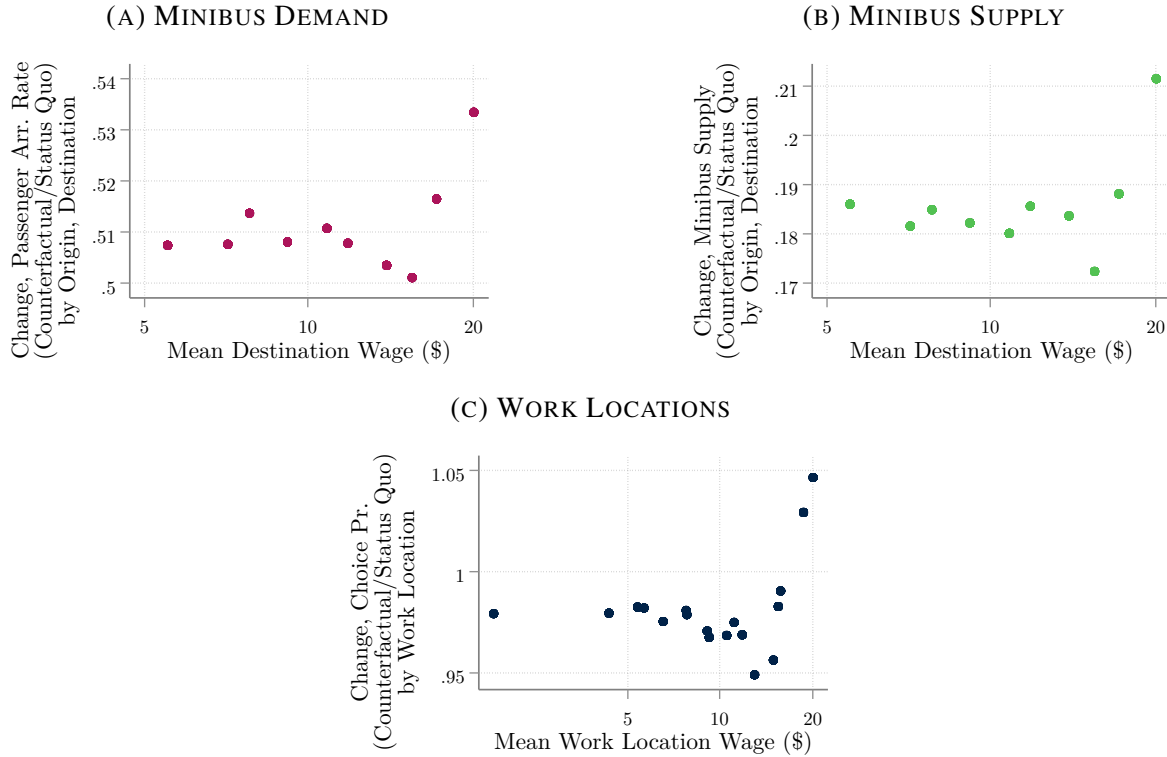 (A) MINIBUS DEMAND
Change, Passenger Arr. Rate
(Counterfactual/Status Quo)
by Origin, Destination
.54
.53
.52
.51
.5
5
10
20
Mean Destination Wage ($)
(B) MINIBUS SUPPLY
Change, Minibus Supply
(Counterfactual/Status Quo)
by Origin, Destination
.21
.2
.19
.18
.17
5
10
20
Mean Destination Wage ($)
(C) WORK LOCATIONS
Change, Choice Pr.
(Counterfactual/Status Quo)
by Work Location
1.05
1
.95
5
10
20
Mean Work Location Wage ($)